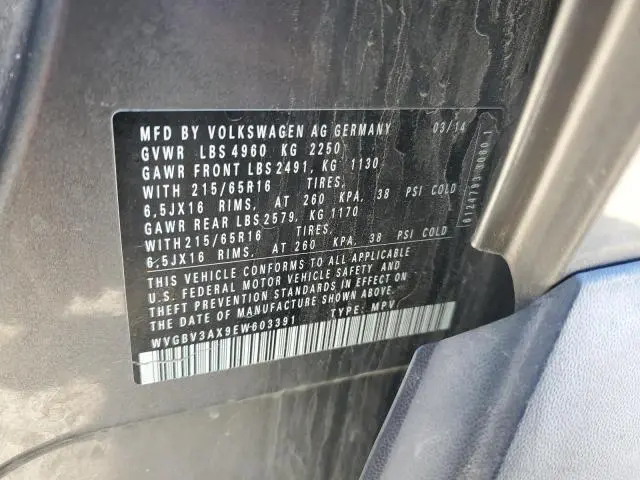 MFD BY VOLKSWAGEN AG GERMANY 03/14
GVWR LBS 4960 KG 2250
GAWR FRONT LBS 2491, KG 1130
WITH 215/65R16 TIRES,
6,5JX16 RIMS, AT 260 KPA, 38 PSI COLD
GAWR REAR LBS 2579, KG 1170
WITH 215/65R16 TIRES,
6,5JX16 RIMS, AT 260 KPA, 38 PSI COLD
THIS VEHICLE CONFORMS TO ALL APPLICABLE
U.S. FEDERAL MOTOR VEHICLE SAFETY AND
THEFT PREVENTION STANDARDS IN EFFECT ON
THE DATE OF MANUFACTURE SHOWN ABOVE.
WVGBV3AX9EW603391 TYPE: MPV